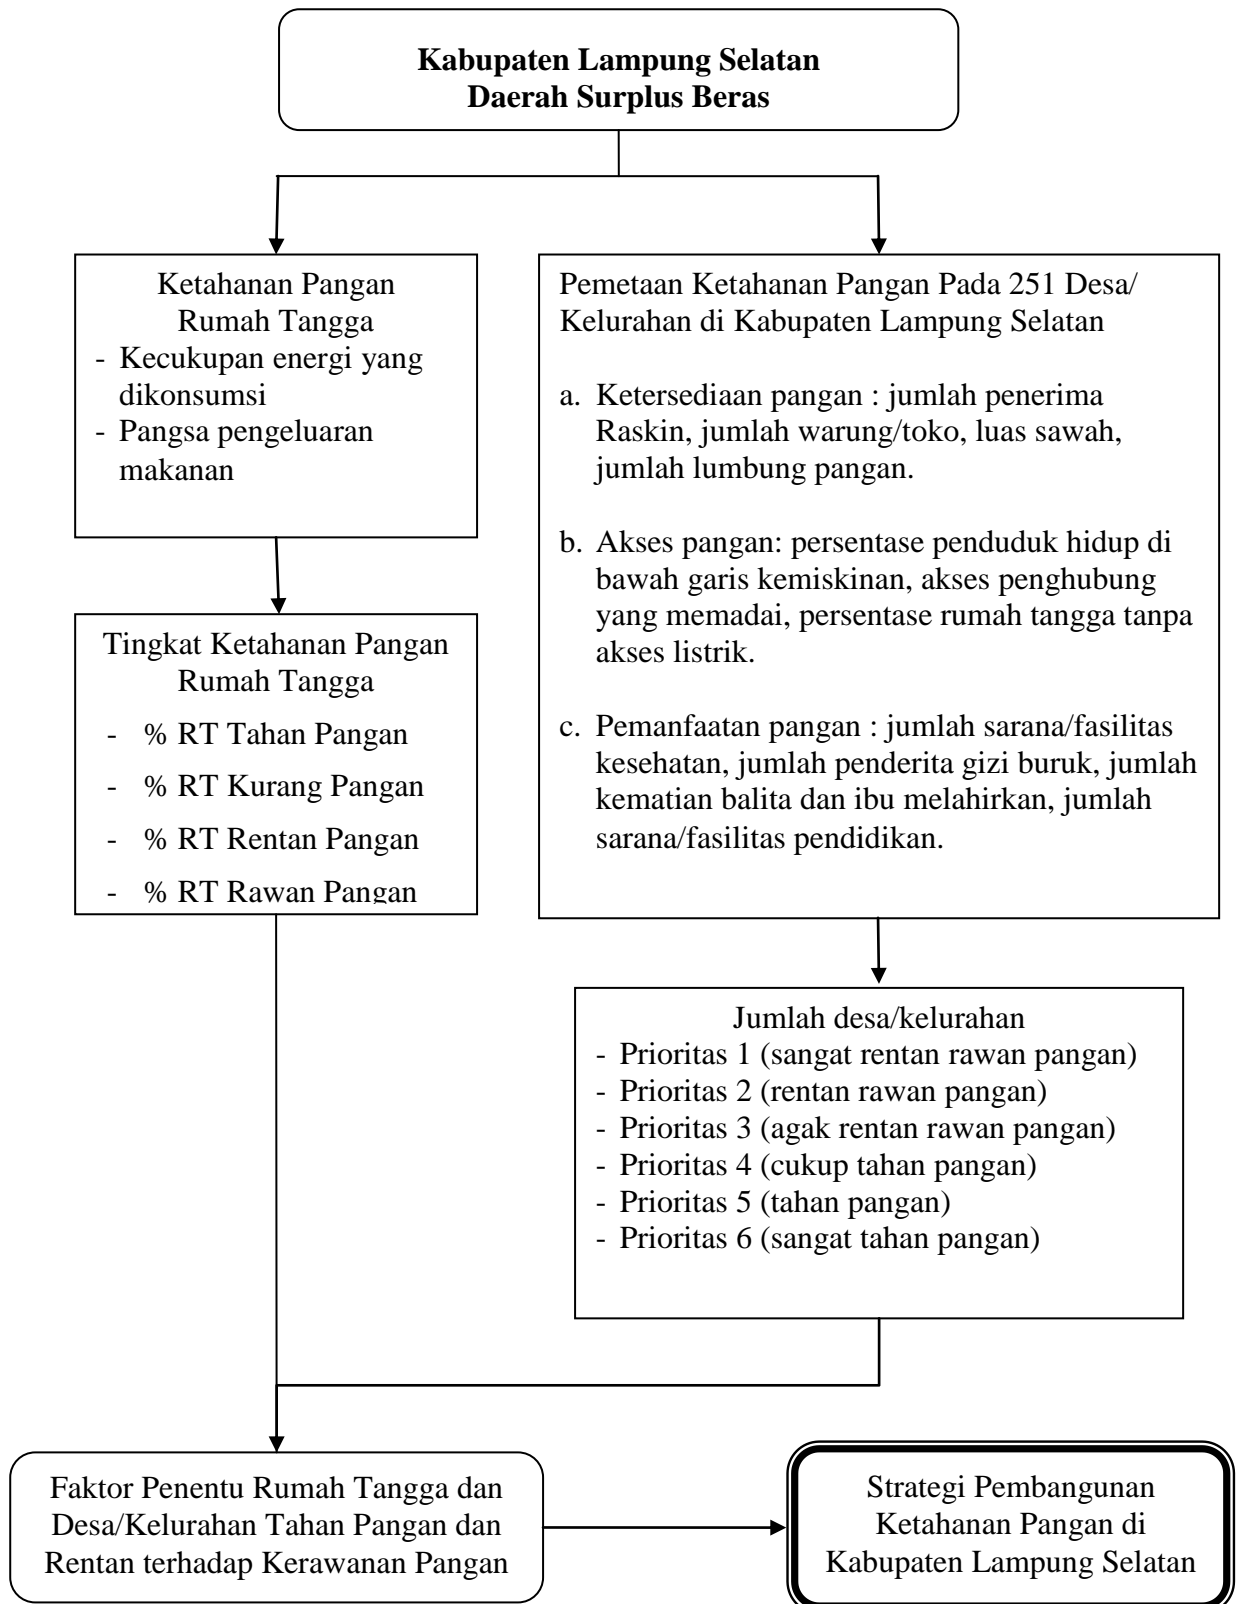 Kabupaten Lampung Selatan
Daerah Surplus Beras
Ketahanan Pangan
Rumah Tangga
- Kecukupan energi yang
dikonsumsi
- Pangsa pengeluaran
makanan
Tingkat Ketahanan Pangan
Rumah Tangga
- % RT Tahan Pangan
- % RT Kurang Pangan
- % RT Rentan Pangan
- % RT Rawan Pangan
Pemetaan Ketahanan Pangan Pada 251 Desa/
Kelurahan di Kabupaten Lampung Selatan
a. Ketersediaan pangan : jumlah penerima
Raskin, jumlah warung/toko, luas sawah,
jumlah lumbung pangan.
b. Akses pangan: persentase penduduk hidup di
bawah garis kemiskinan, akses penghubung
yang memadai, persentase rumah tangga tanpa
akses listrik.
c. Pemanfaatan pangan : jumlah sarana/fasilitas
kesehatan, jumlah penderita gizi buruk, jumlah
kematian balita dan ibu melahirkan, jumlah
sarana/fasilitas pendidikan.
Jumlah desa/kelurahan
- Prioritas 1 (sangat rentan rawan pangan)
- Prioritas 2 (rentan rawan pangan)
- Prioritas 3 (agak rentan rawan pangan)
- Prioritas 4 (cukup tahan pangan)
- Prioritas 5 (tahan pangan)
- Prioritas 6 (sangat tahan pangan)
Faktor Penentu Rumah Tangga dan
Desa/Kelurahan Tahan Pangan dan
Rentan terhadap Kerawanan Pangan
Strategi Pembangunan
Ketahanan Pangan di
Kabupaten Lampung Selatan